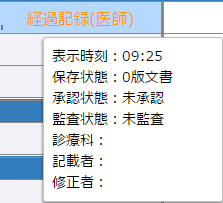 経過記録(医師)
表示時刻：09:25
保存状態：0版文書
承認状態：未承認
監査状態：未監査
診療科：
記載者：
修正者：